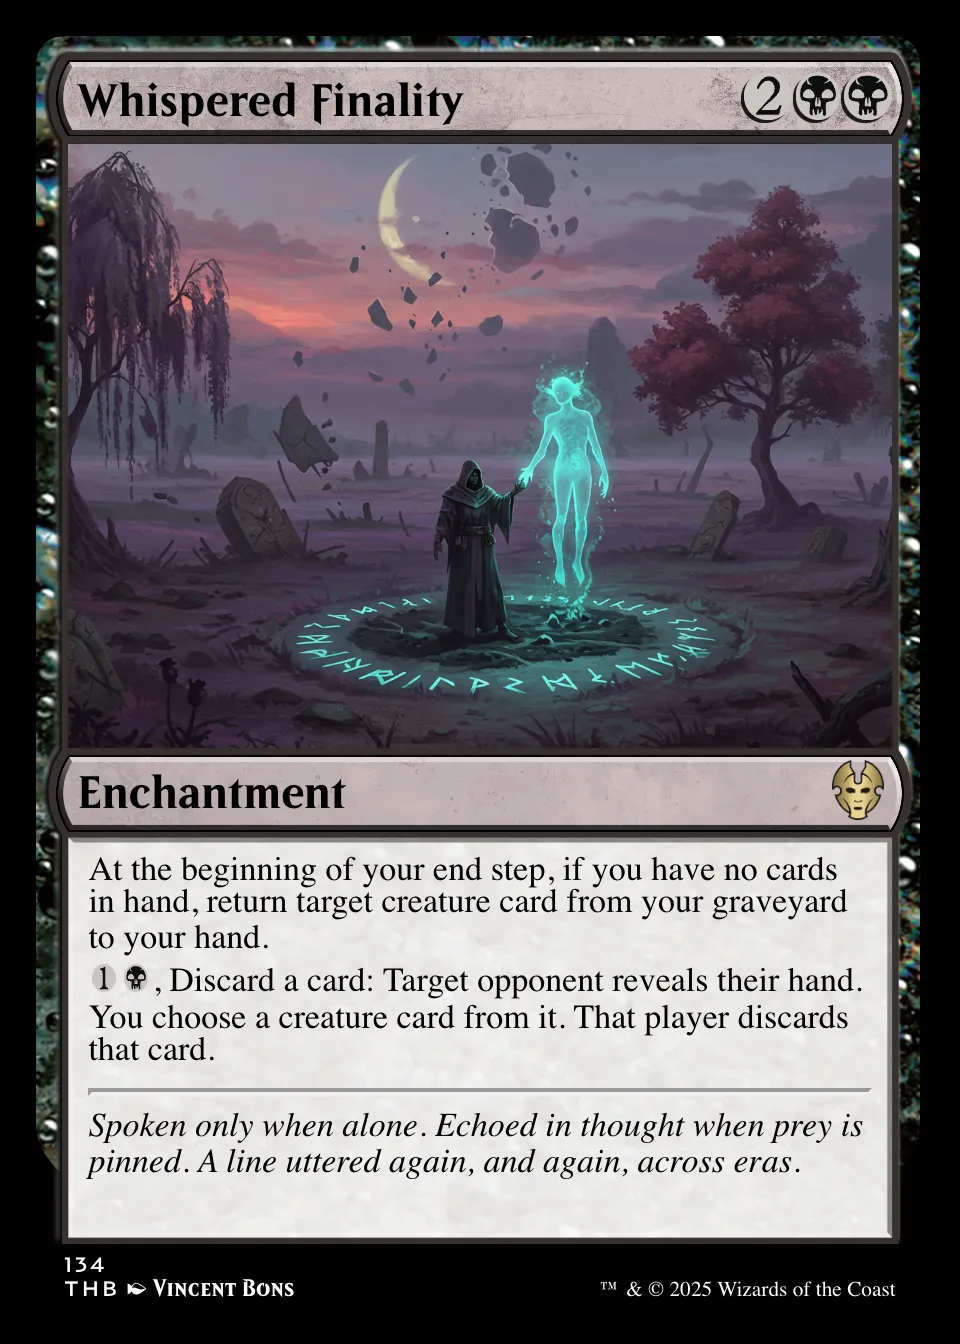 Whispered Finality 2
Enchantment
At the beginning of your end step, if you have no cards
in hand, return target creature card from your graveyard
to your hand.
1 , Discard a card: Target opponent reveals their hand.
You choose a creature card from it. That player discards
that card.
Spoken only when alone. Echoed in thought when prey is
pinned. A line uttered again, and again, across eras.
134
THB Vincent Bons
™ & © 2025 Wizards of the Coast